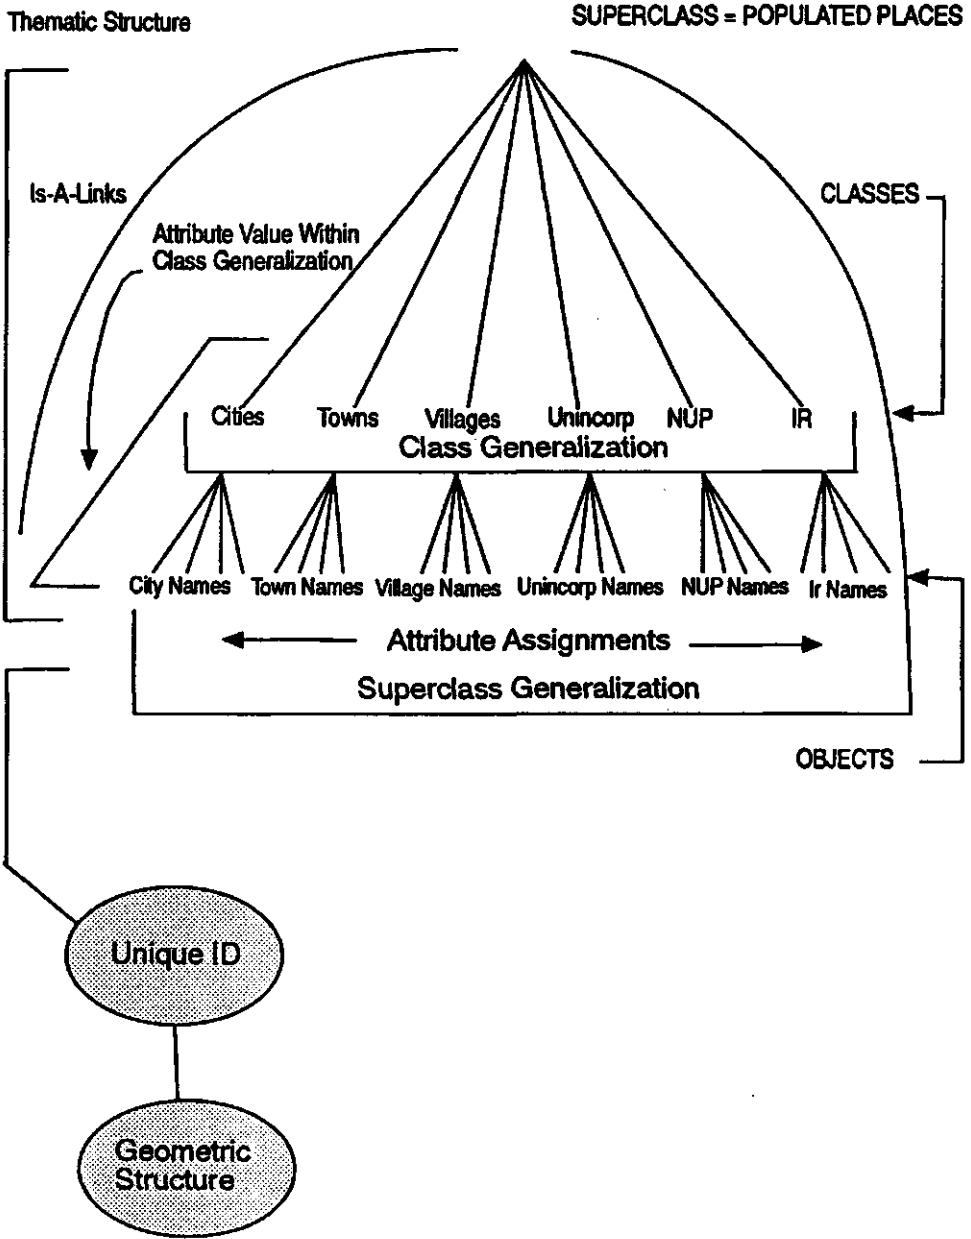 Thematic Structure
SUPERCLASS = POPULATED PLACES
Is-A-Links
CLASSES
Attribute Value Within
Class Generalization
Cities Towns Villages Unincorp NUP IR
Class Generalization
City Names Town Names Village Names Unincorp Names NUP Names Ir Names
Attribute Assignments
Superclass Generalization
OBJECTS
Unique ID
Geometric
Structure